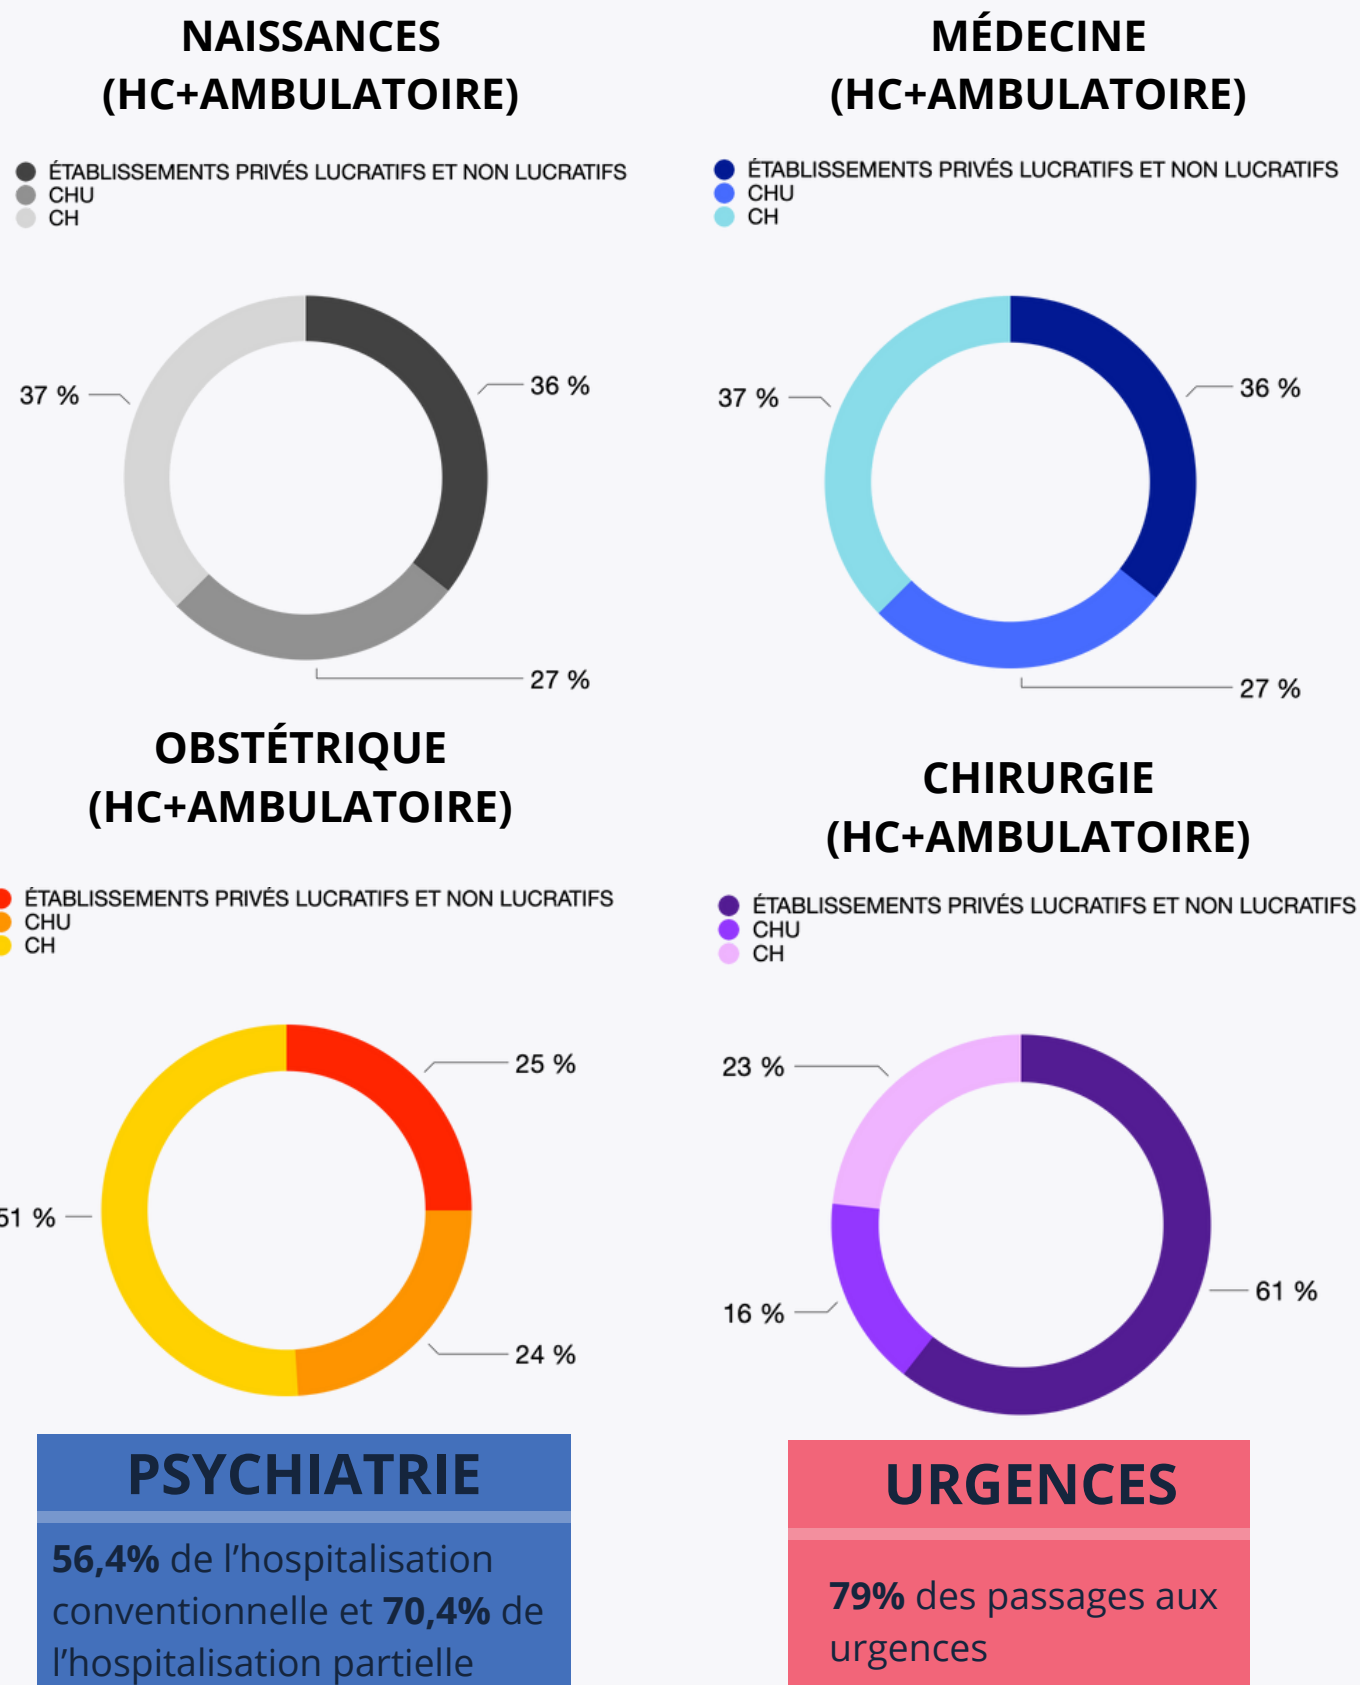 NAISSANCES
(HC+AMBULATOIRE)
ÉTABLISSEMENTS PRIVÉS LUCRATIFS ET NON LUCRATIFS
CHU
CH
37 %
36 %
27 %
MÉDECINE
(HC+AMBULATOIRE)
ÉTABLISSEMENTS PRIVÉS LUCRATIFS ET NON LUCRATIFS
CHU
CH
37 %
36 %
27 %
OBSTÉTRIQUE
(HC+AMBULATOIRE)
ÉTABLISSEMENTS PRIVÉS LUCRATIFS ET NON LUCRATIFS
CHU
CH
25 %
51 %
24 %
CHIRURGIE
(HC+AMBULATOIRE)
ÉTABLISSEMENTS PRIVÉS LUCRATIFS ET NON LUCRATIFS
CHU
CH
23 %
61 %
16 %
PSYCHIATRIE
56,4% de l’hospitalisation
conventionnelle et 70,4% de
l’hospitalisation partielle
URGENCES
79% des passages aux
urgences